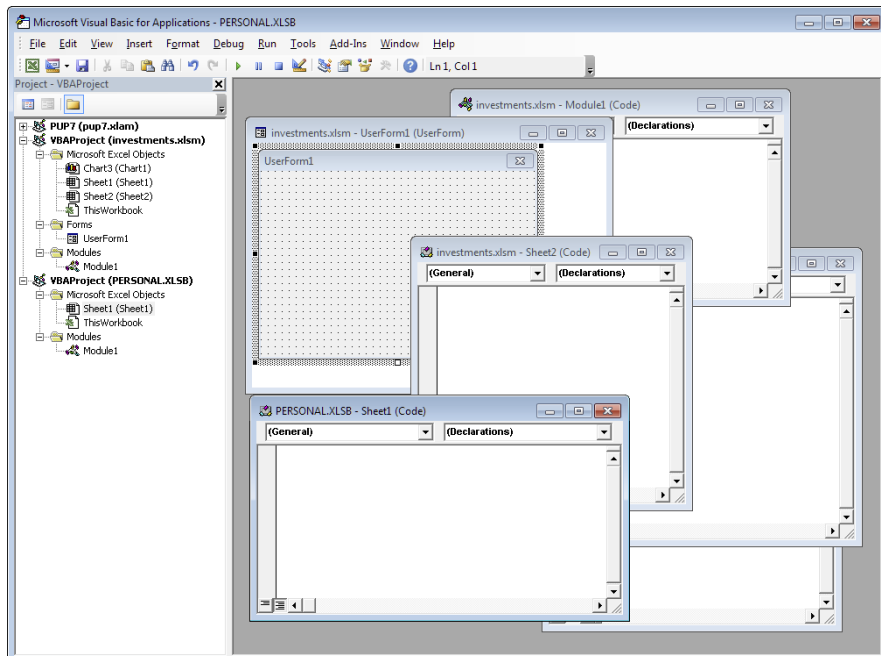 Microsoft Visual Basic for Applications - PERSONAL.XLSB
File Edit View Insert Format Debug Run Tools Add-Ins Window Help
Ln 1, Col 1
Project - VBAProject
PUP7 (pup7.xlam)
VBAProject (investments.xlsm)
Microsoft Excel Objects
Chart3 (Chart1)
Sheet1 (Sheet1)
Sheet2 (Sheet2)
ThisWorkbook
Forms
UserForm1
Modules
Module1
VBAProject (PERSONAL.XLSB)
Microsoft Excel Objects
Sheet1 (Sheet1)
ThisWorkbook
Modules
Module1
investments.xlsm - Module1 (Code)
(Declarations)
investments.xlsm - UserForm1 (UserForm)
UserForm1
investments.xlsm - Sheet2 (Code)
(General) (Declarations)
PERSONAL.XLSB - Sheet1 (Code)
(General) (Declarations)